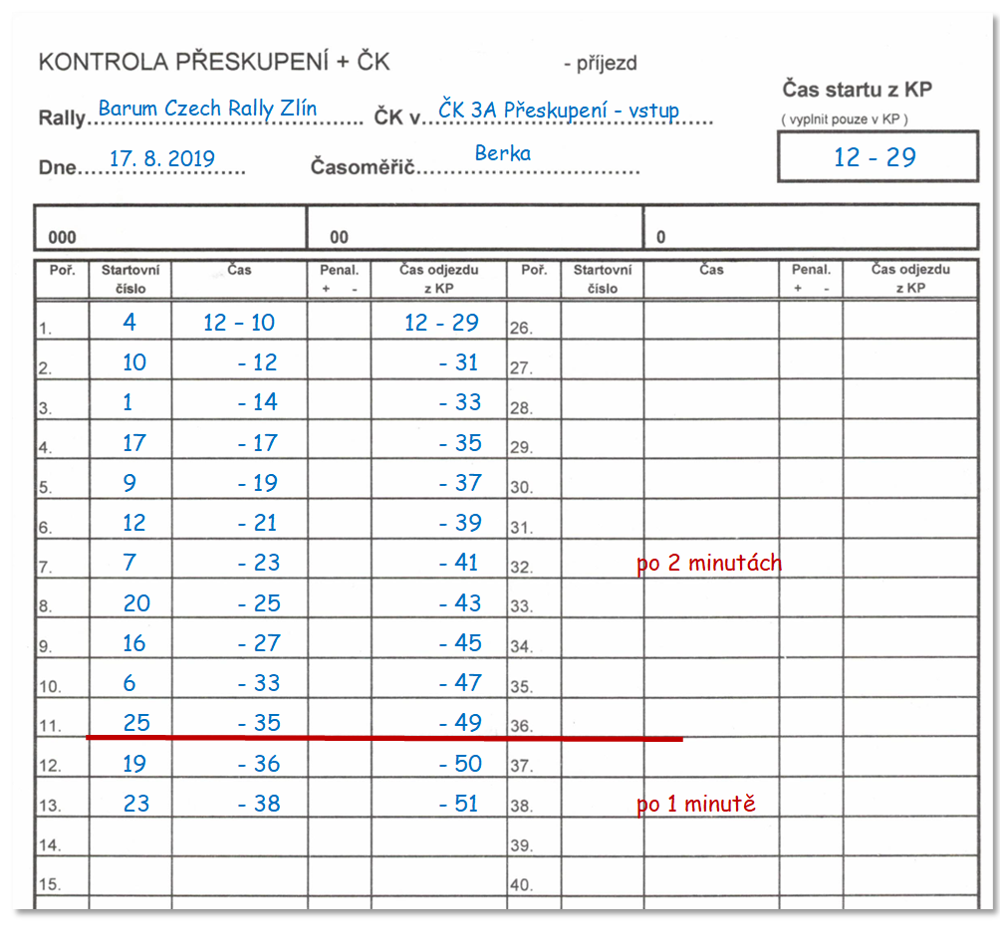 KONTROLA PŘESKUPENÍ + ČK - příjezd
Čas startu z KP
Rally Barum Czech Rally Zlín ČK v ČK 3A Přeskupení - vstup
( vyplnit pouze v KP )
12 - 29
Dne 17. 8. 2019 Časoměřič Berka
000 00 0
Poř. Startovní číslo Čas Penal. + - Čas odjezdu z KP Poř. Startovní číslo Čas Penal. + - Čas odjezdu z KP
1. 4 12 - 10 12 - 29 26.
2. 10 - 12 - 31 27.
3. 1 - 14 - 33 28.
4. 17 - 17 - 35 29.
5. 9 - 19 - 37 30.
6. 12 - 21 - 39 31.
7. 7 - 23 - 41 32. po 2 minutách
8. 20 - 25 - 43 33.
9. 16 - 27 - 45 34.
10. 6 - 33 - 47 35.
11. 25 - 35 - 49 36.
12. 19 - 36 - 50 37.
13. 23 - 38 - 51 38. po 1 minutě
14. 39.
15. 40.